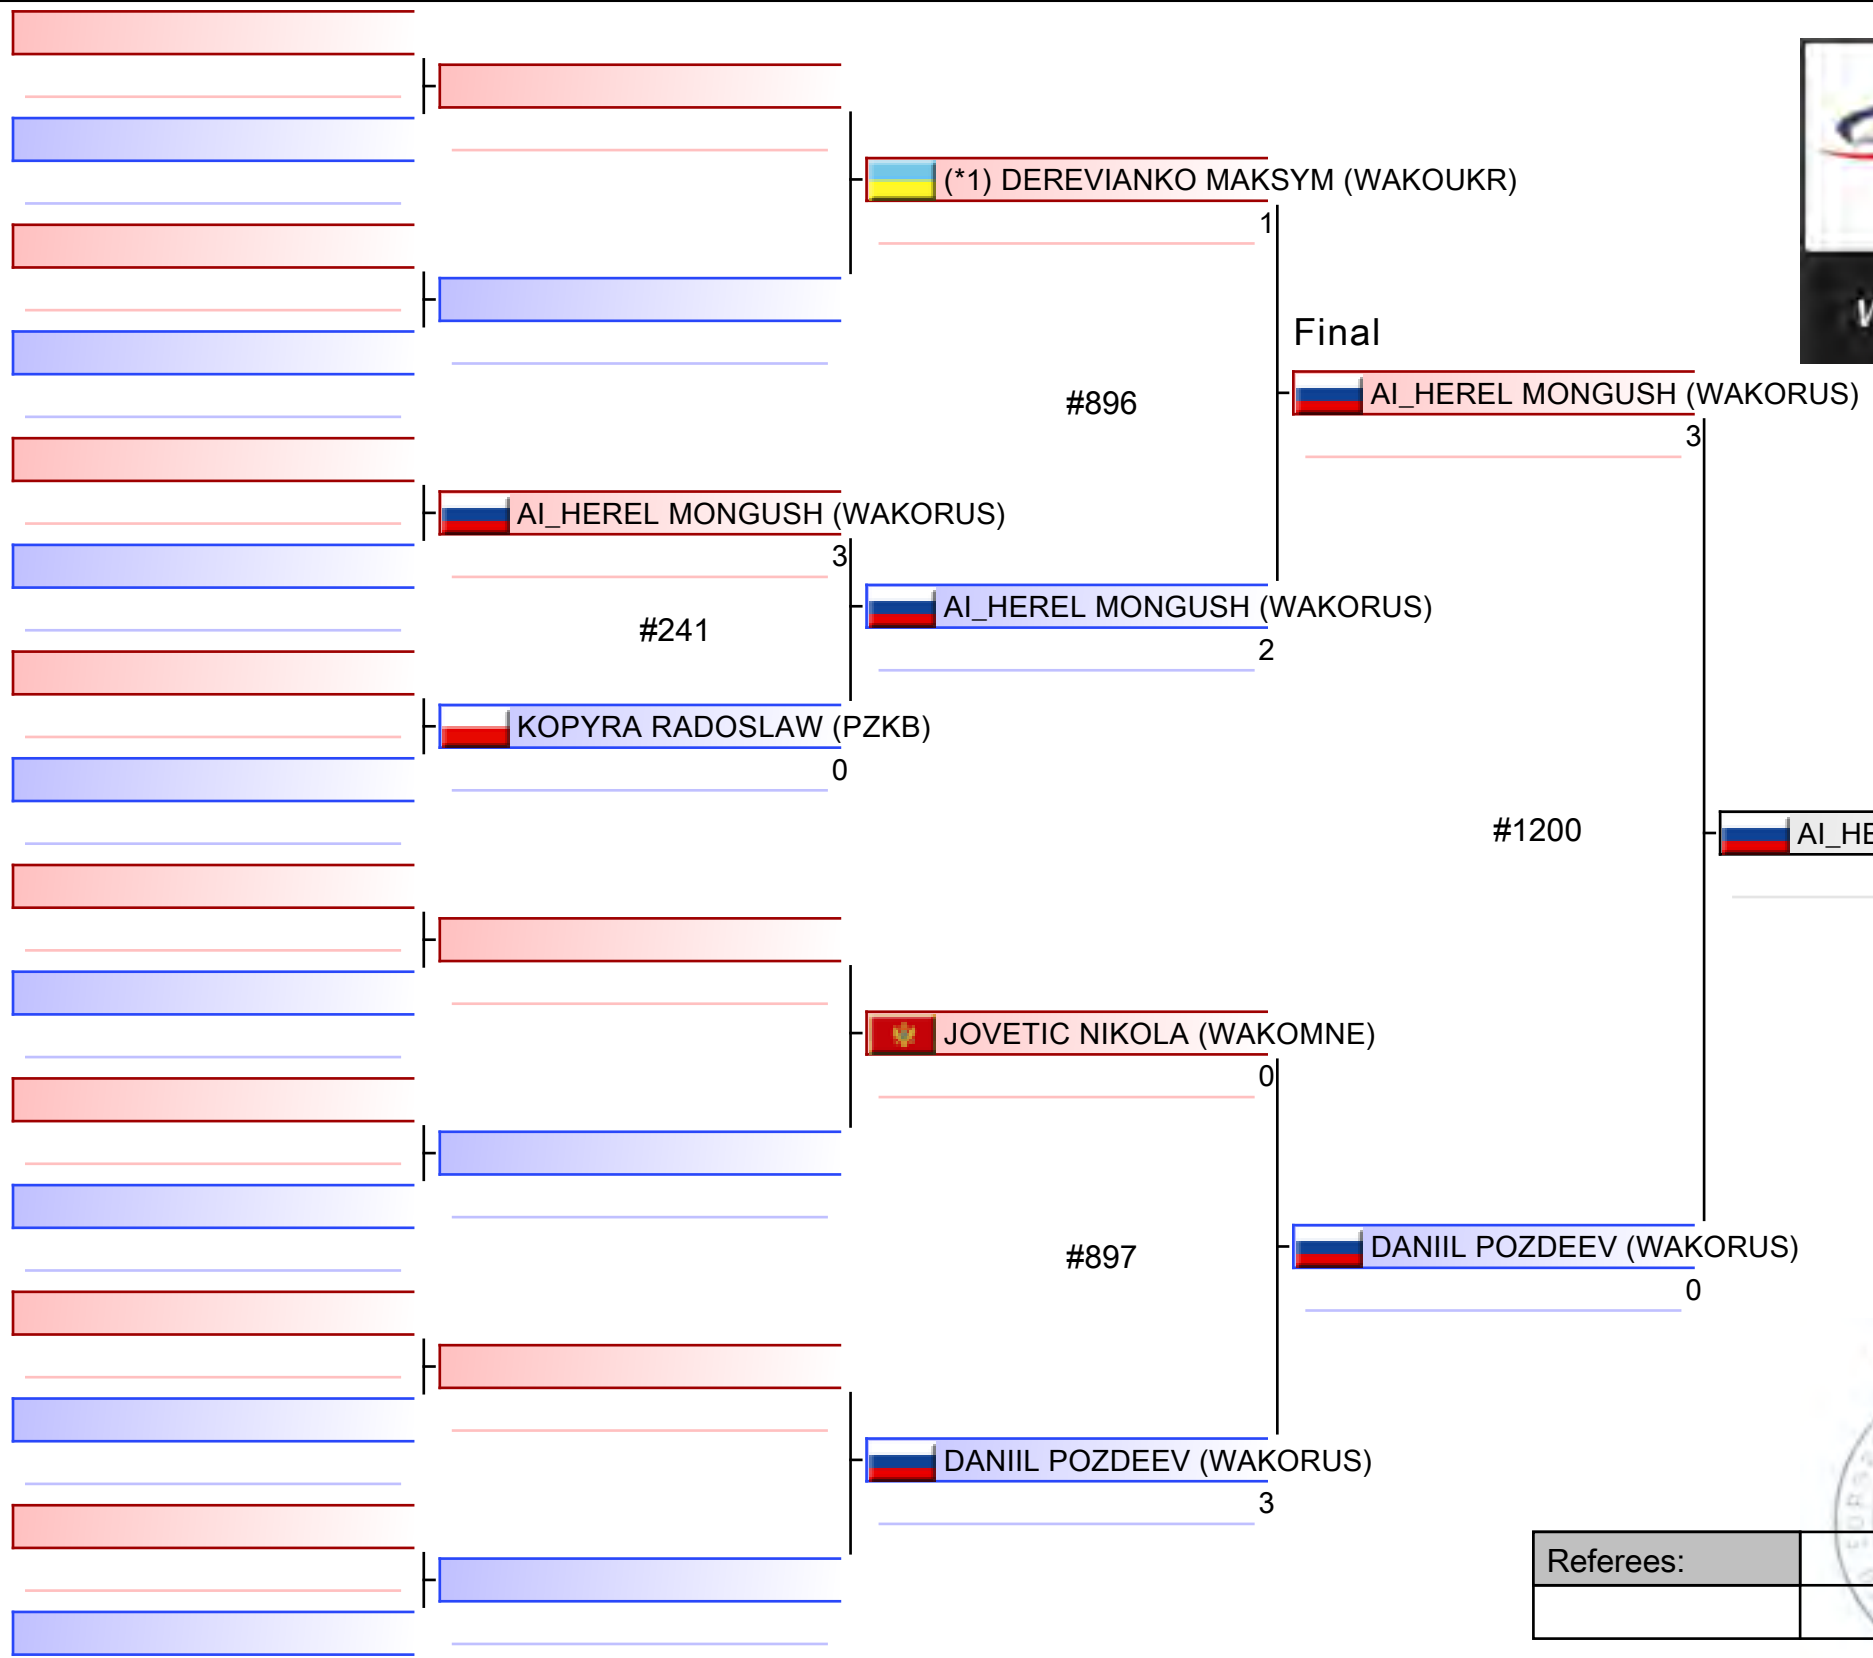 (*1) DEREVIANKO MAKSYM (WAKOUKR)
1
Final
#896
AI_HEREL MONGUSH (WAKORUS)
3
AI_HEREL MONGUSH (WAKORUS)
3
#241
AI_HEREL MONGUSH (WAKORUS)
2
KOPYRA RADOSLAW (PZKB)
0
#1200
AI_HE
JOVETIC NIKOLA (WAKOMNE)
0
#897
DANIIL POZDEEV (WAKORUS)
0
DANIIL POZDEEV (WAKORUS)
3
Referees: